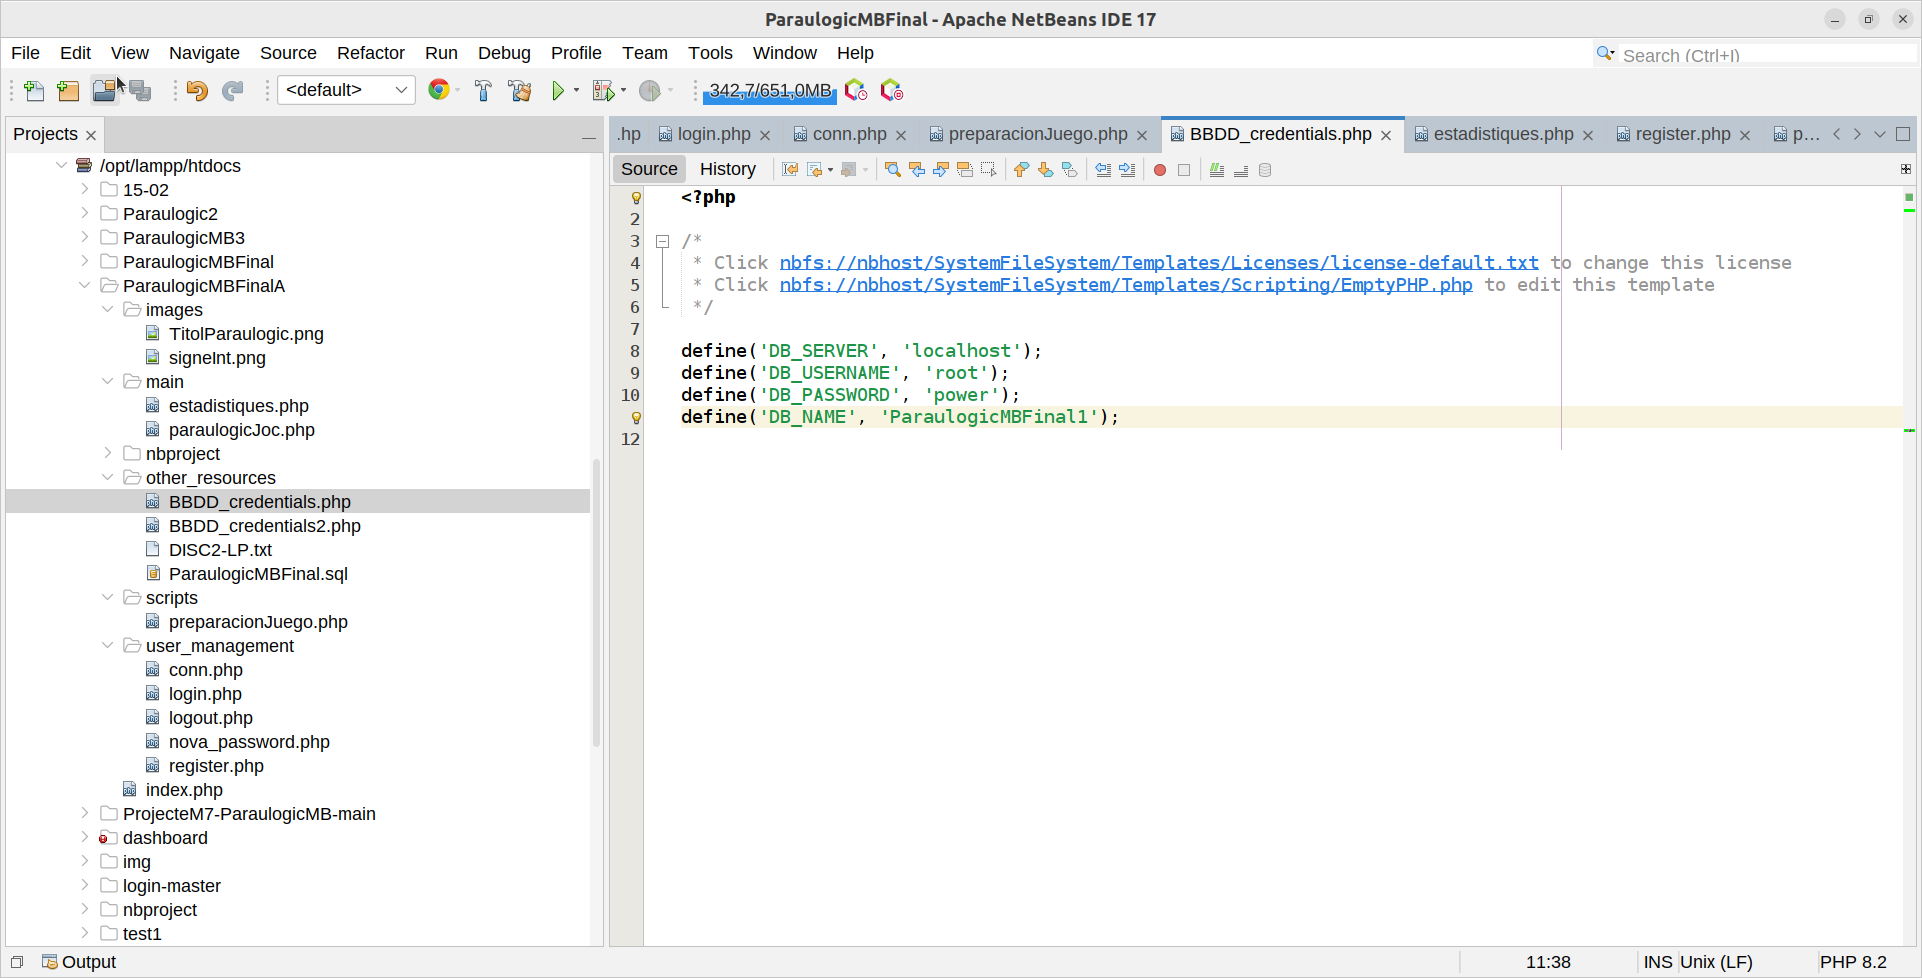 ParaulogicMBFinal - Apache NetBeans IDE 17
File Edit View Navigate Source Refactor Run Debug Profile Team Tools Window Help
Search (Ctrl+I)
<default>
342,7/651,0MB
Projects
.hp login.php conn.php preparacionJuego.php BBDD_credentials.php estadistiques.php register.php p...
Source History
/opt/lampp/htdocs
15-02
Paraulogic2
ParaulogicMB3
ParaulogicMBFinal
ParaulogicMBFinalA
images
TitolParaulogic.png
signeInt.png
main
estadistiques.php
paraulogicJoc.php
nbproject
other_resources
BBDD_credentials.php
BBDD_credentials2.php
DISC2-LP.txt
ParaulogicMBFinal.sql
scripts
preparacionJuego.php
user_management
conn.php
login.php
logout.php
nova_password.php
register.php
index.php
ProjecteM7-ParaulogicMB-main
dashboard
img
login-master
nbproject
test1
<?php
2
3 /*
4 * Click nbfs://nbhost/SystemFileSystem/Templates/Licenses/license-default.txt to change this license
5 * Click nbfs://nbhost/SystemFileSystem/Templates/Scripting/EmptyPHP.php to edit this template
6 */
7
8 define('DB_SERVER', 'localhost');
9 define('DB_USERNAME', 'root');
10 define('DB_PASSWORD', 'power');
define('DB_NAME', 'ParaulogicMBFinal1');
12
Output
11:38 INS Unix (LF) PHP 8.2